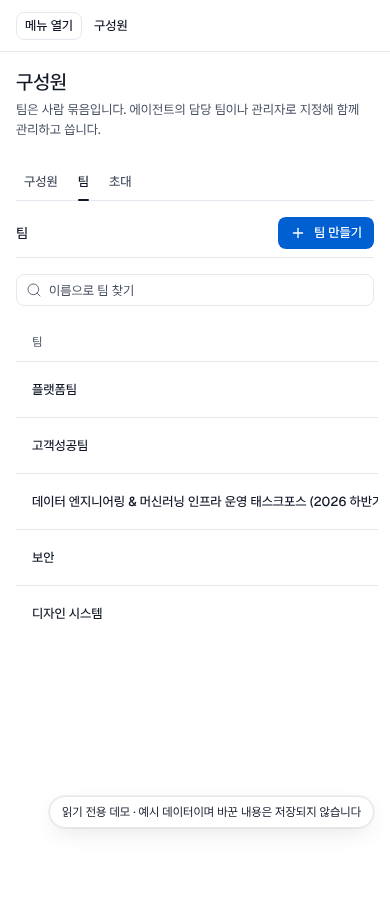 메뉴 열기 구성원
구성원
팀은 사람 묶음입니다. 에이전트의 담당 팀이나 관리자로 지정해 함께
관리하고 씁니다.
구성원 팀 초대
팀
팀 만들기
이름으로 팀 찾기
팀
플랫폼팀
고객성공팀
데이터 엔지니어링 & 머신러닝 인프라 운영 태스크포스 (2026 하반
보안
디자인 시스템
읽기 전용 데모 · 예시 데이터이며 바꾼 내용은 저장되지 않습니다